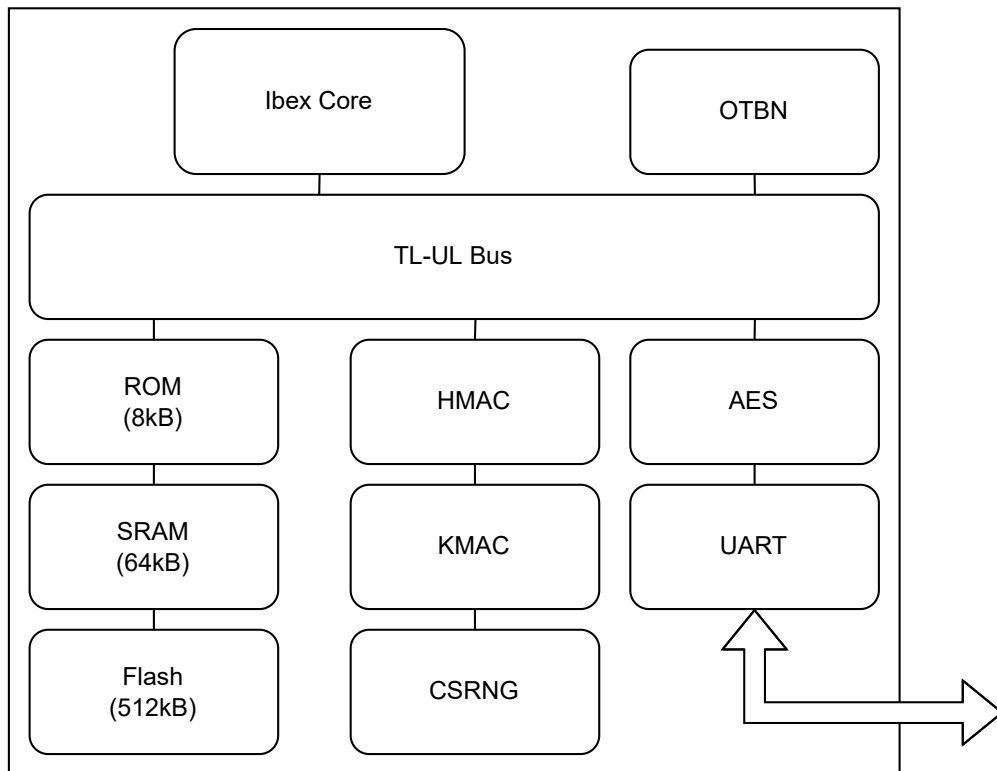 Ibex Core
OTBN
TL-UL Bus
ROM
(8kB)
HMAC
AES
SRAM
(64kB)
KMAC
UART
Flash
(512kB)
CSRNG